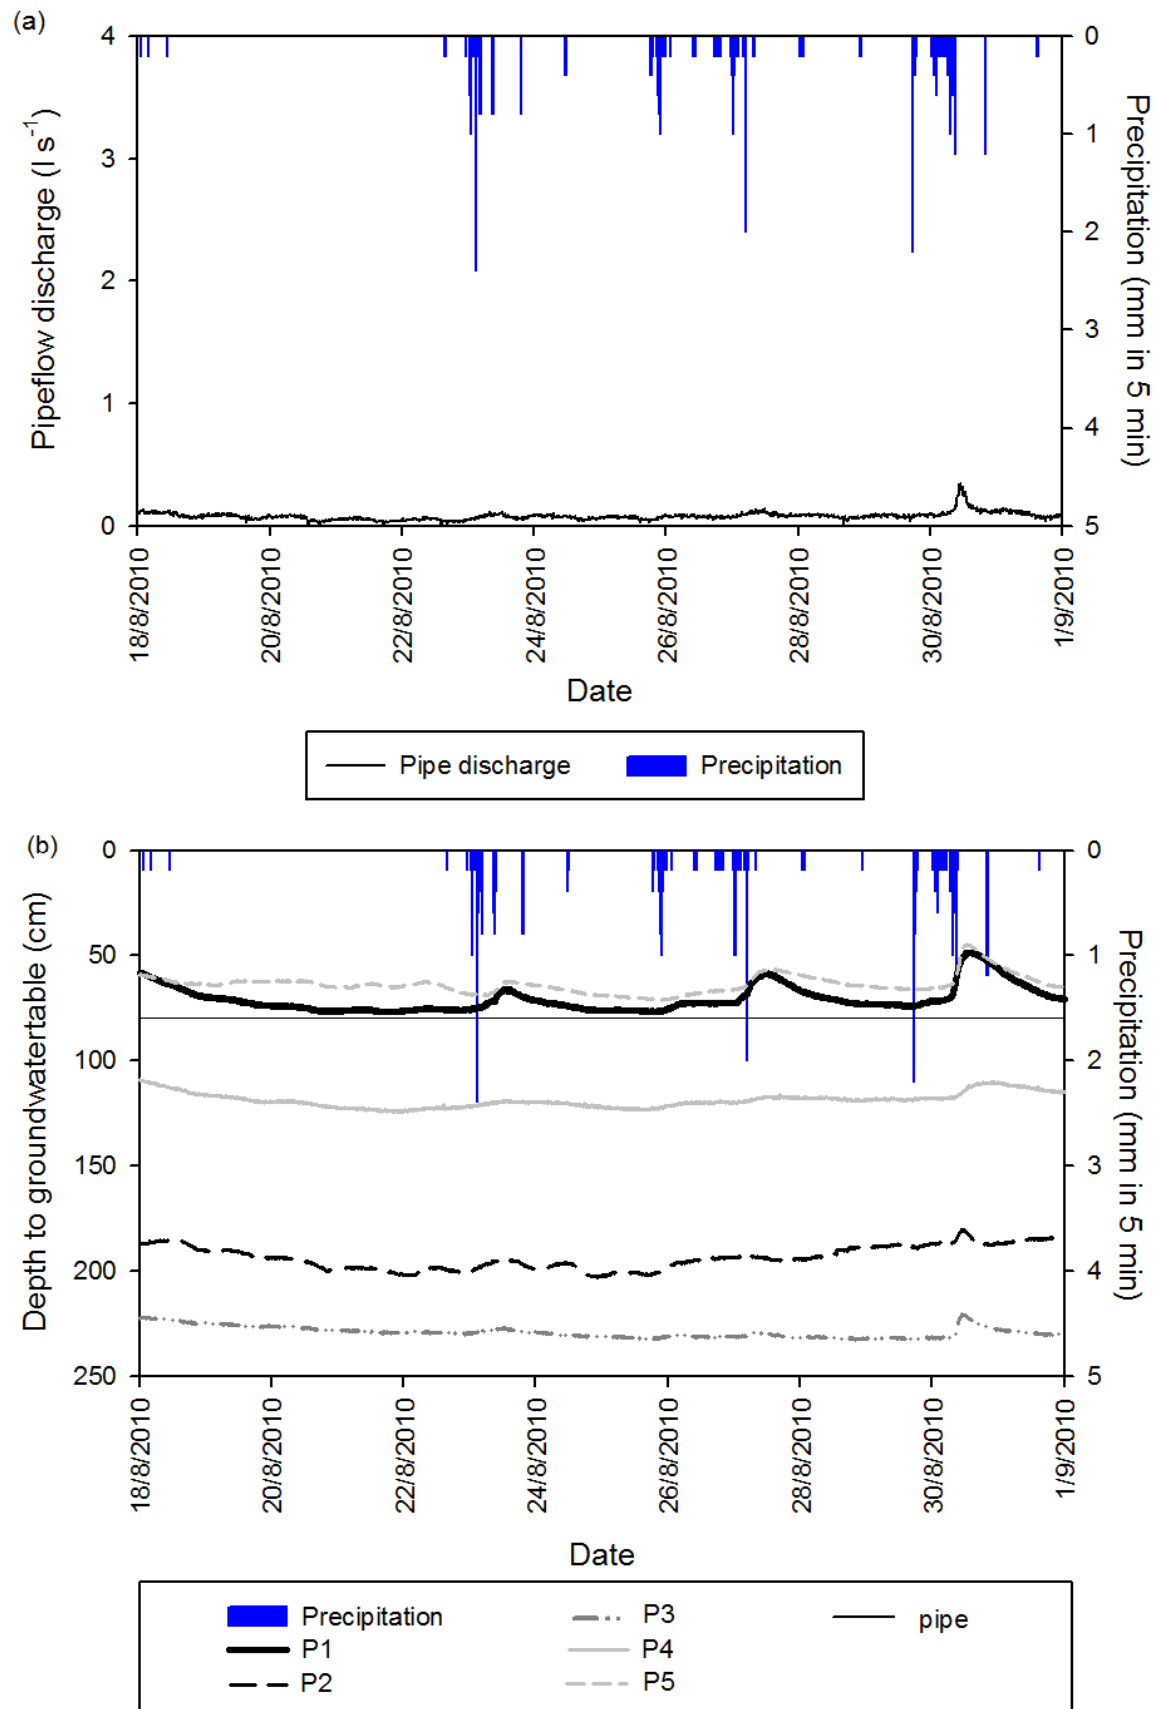 (a)
4
3
2
1
0
Pipeflow discharge (l s⁻¹)
0
1
2
3
4
5
Precipitation (mm in 5 min)
18/8/2010
20/8/2010
22/8/2010
24/8/2010
26/8/2010
28/8/2010
30/8/2010
1/9/2010
Date
Pipe discharge
Precipitation
(b)
0
50
100
150
200
250
Depth to groundwatertable (cm)
0
1
2
3
4
5
Precipitation (mm in 5 min)
18/8/2010
20/8/2010
22/8/2010
24/8/2010
26/8/2010
28/8/2010
30/8/2010
1/9/2010
Date
Precipitation
P1
P2
P3
P4
P5
pipe